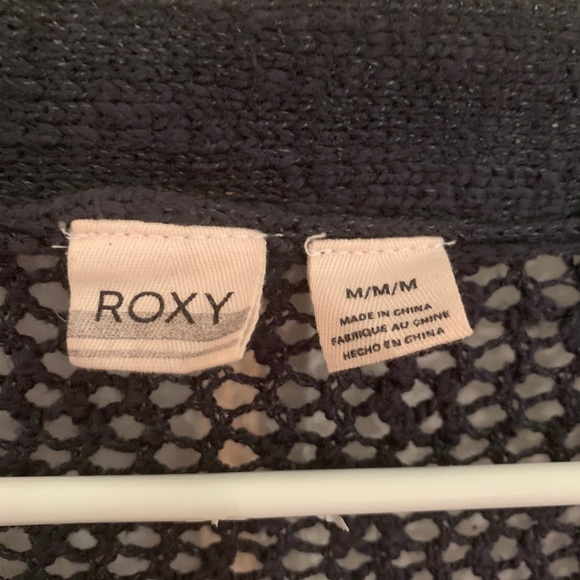 ROXY
M/M/M
MADE IN CHINA
FABRIQUE AU CHINE
HECHO EN CHINA